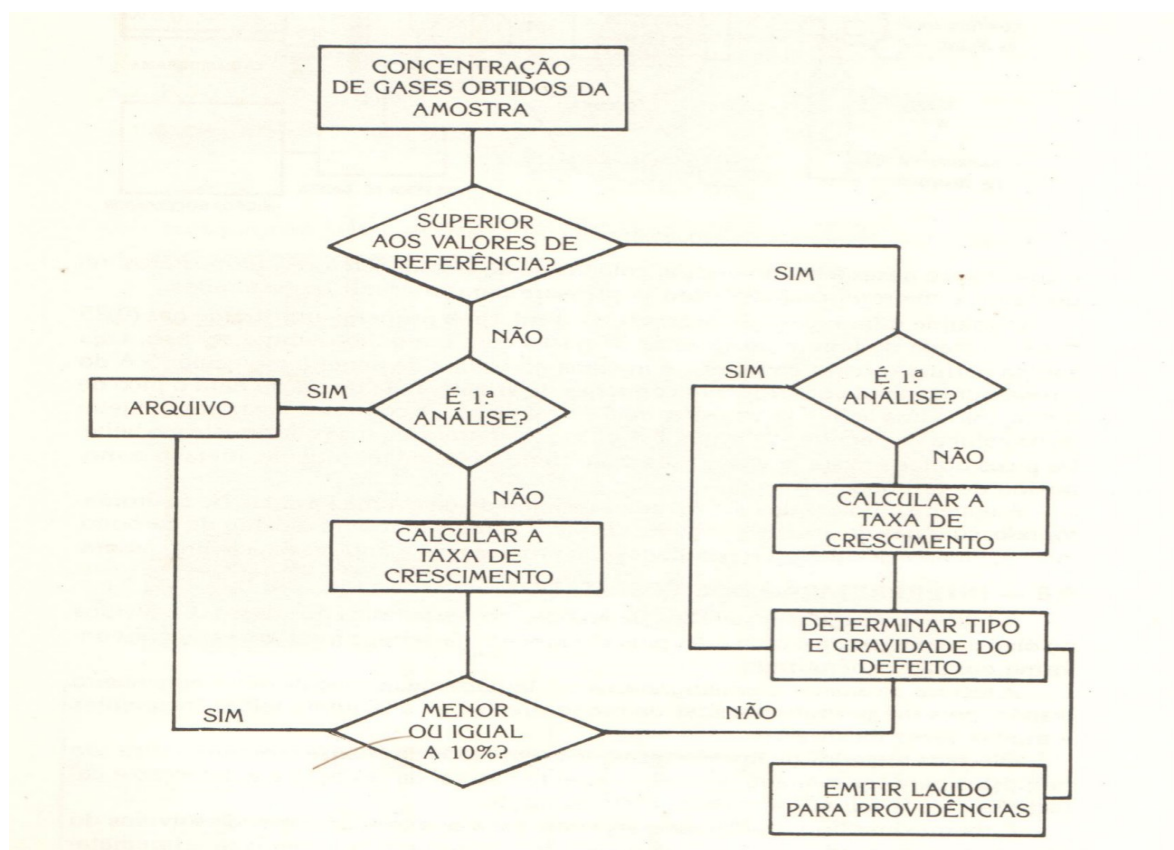 CONCENTRAÇÃO
DE GASES OBTIDOS DA
AMOSTRA
SUPERIOR
AOS VALORES DE
REFERÊNCIA?
SIM
NÃO
SIM
É 1.ª
ANÁLISE?
SIM
É 1.ª
ANÁLISE?
ARQUIVO
NÃO
NÃO
CALCULAR A
TAXA DE
CRESCIMENTO
CALCULAR A
TAXA DE
CRESCIMENTO
DETERMINAR TIPO
E GRAVIDADE DO
DEFEITO
SIM
MENOR
OU IGUAL
A 10%?
NÃO
EMITIR LAUDO
PARA PROVIDÊNCIAS